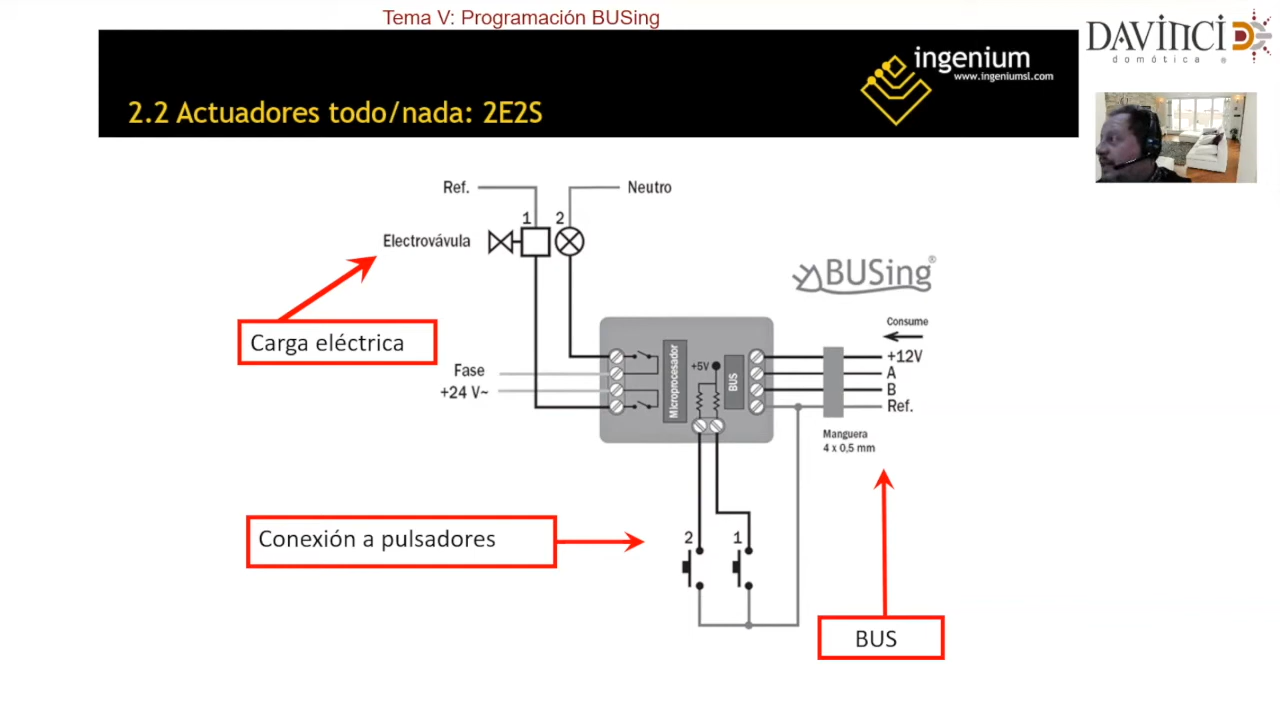 Tema V: Programación BUSing
DAVINCI
domótica ®
ingenium
www.ingeniumsl.com
2.2 Actuadores todo/nada: 2E2S
Ref.
Neutro
1
2
Electrovávula
BUSing®
Carga eléctrica
Consume
+12V
A
B
Ref.
Fase
+24 V~
Microprocesador
+5V
BUS
Manguera
4 x 0,5 mm
Conexión a pulsadores
2
1
BUS